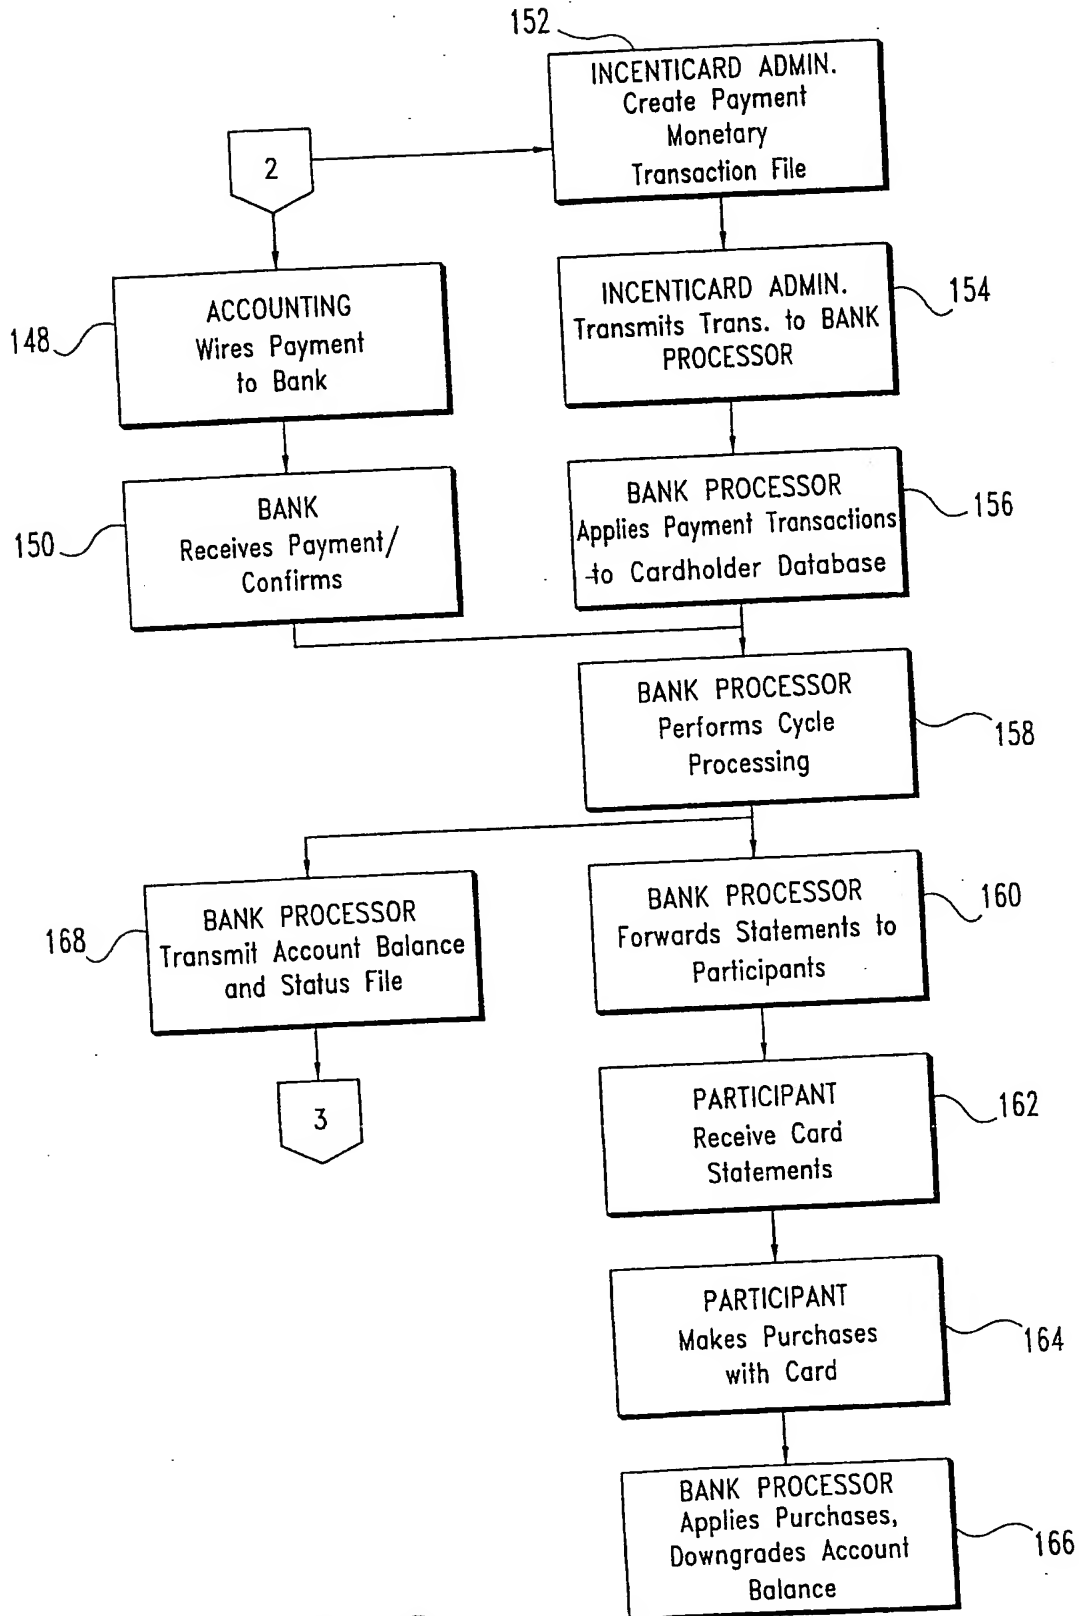 152
INCENTICARD ADMIN.
Create Payment
Monetary
Transaction File
2
INCENTICARD ADMIN.
Transmits Trans. to BANK
PROCESSOR
154
ACCOUNTING
Wires Payment
to Bank
148
BANK PROCESSOR
Applies Payment Transactions
to Cardholder Database
156
BANK
Receives Payment/
Confirms
150
BANK PROCESSOR
Performs Cycle
Processing
158
BANK PROCESSOR
Forwards Statements to
Participants
160
BANK PROCESSOR
Transmit Account Balance
and Status File
168
3
PARTICIPANT
Receive Card
Statements
162
PARTICIPANT
Makes Purchases
with Card
164
BANK PROCESSOR
Applies Purchases,
Downgrades Account
Balance
166